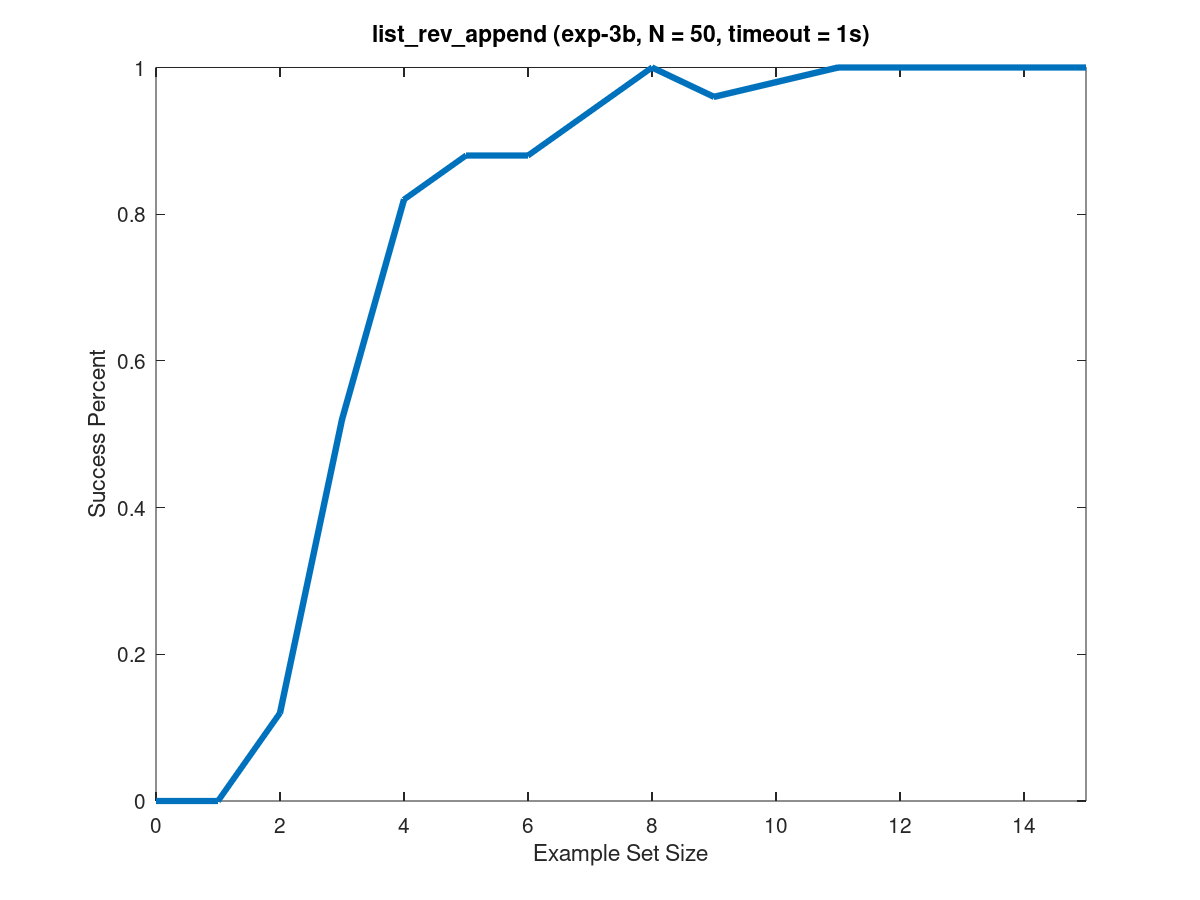 list_rev_append (exp-3b, N = 50, timeout = 1s)
1
0.8
0.6
0.4
0.2
0
Success Percent
0 2 4 6 8 10 12 14
Example Set Size